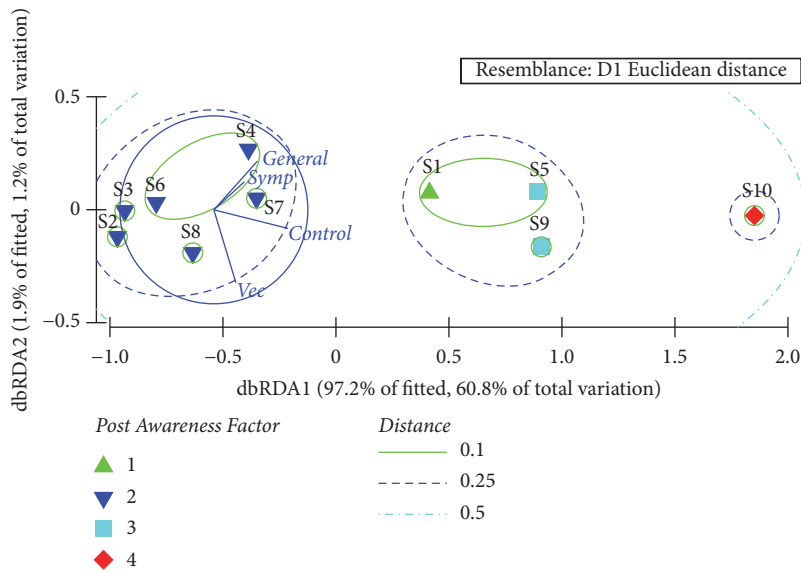 Resemblance: D1 Euclidean distance
dbRDA2 (1.9% of fitted, 1.2% of total variation)
0.5
0
−0.5
S4
General
Symp
S3
S6
S7
S2
S8
Control
Vec
S1
S5
S9
S10
−1.0
−0.5
0
0.5
1.0
1.5
2.0
dbRDA1 (97.2% of fitted, 60.8% of total variation)
Post Awareness Factor
1
2
3
4
Distance
0.1
0.25
0.5